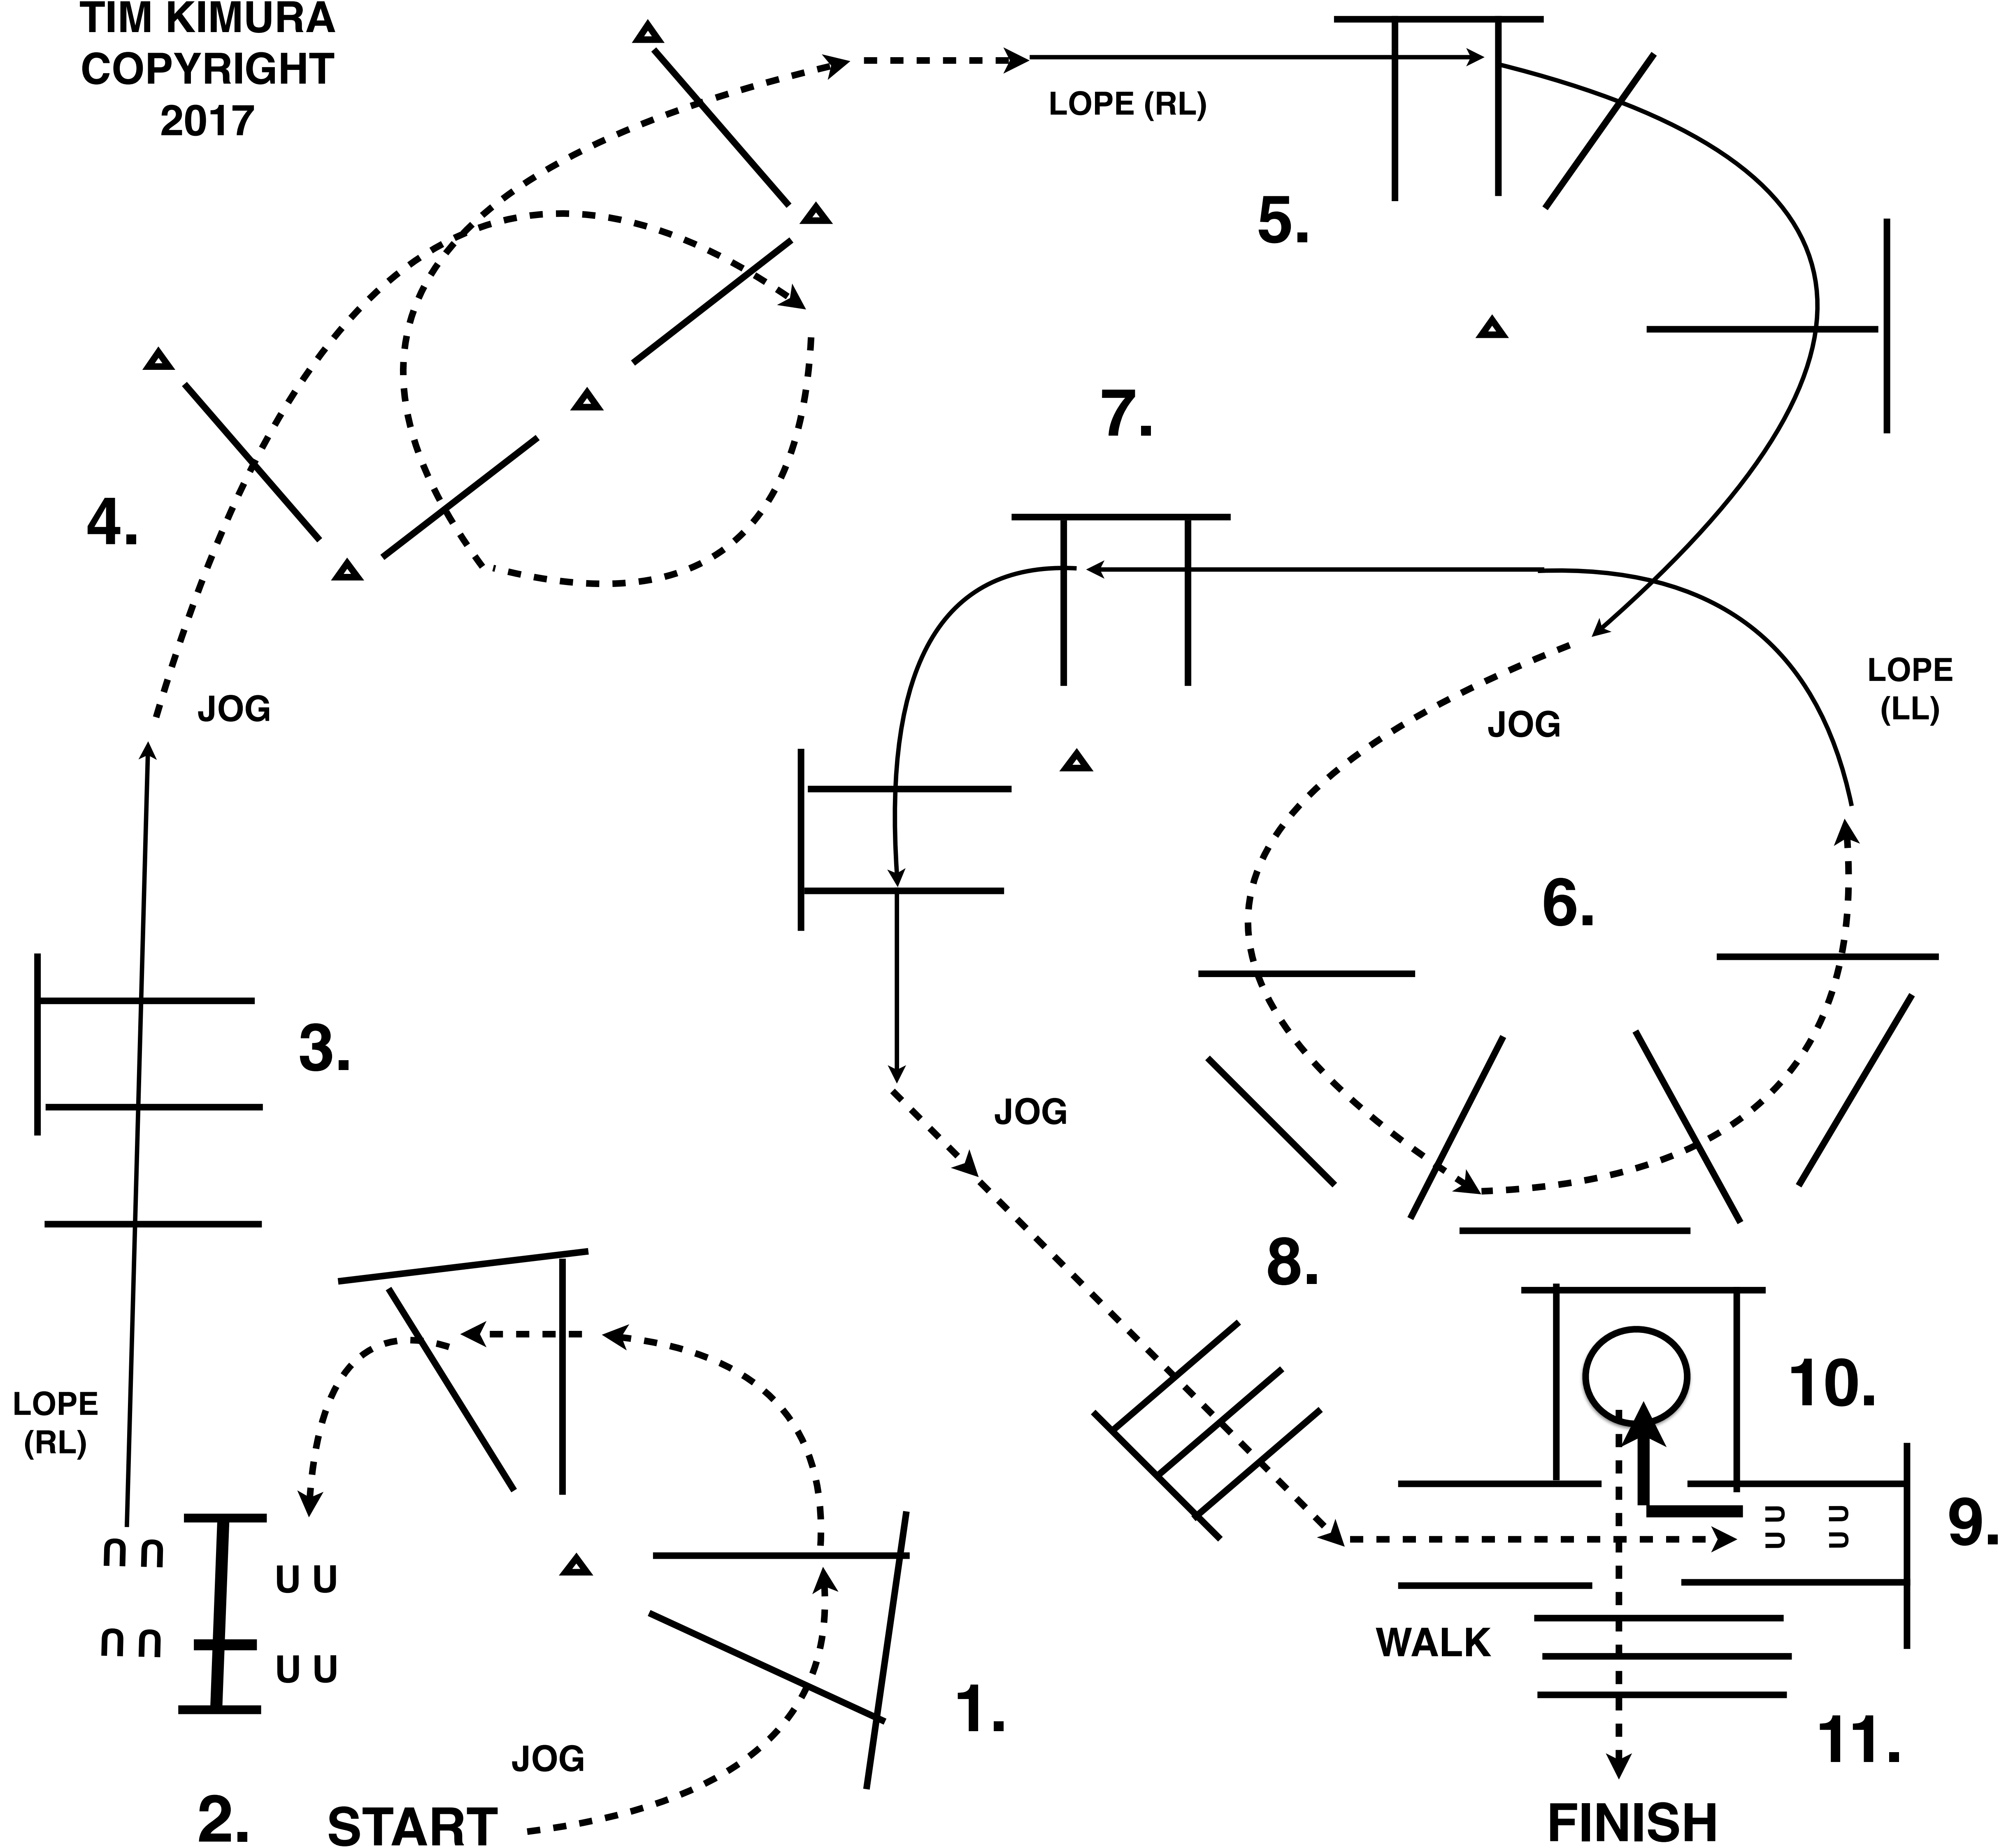 TIM KIMURA
COPYRIGHT
2017
LOPE (RL)
5.
7.
4.
LOPE
(LL)
JOG
JOG
6.
3.
JOG
8.
10.
LOPE
(RL)
9.
WALK
1.
11.
JOG
2.
START
FINISH